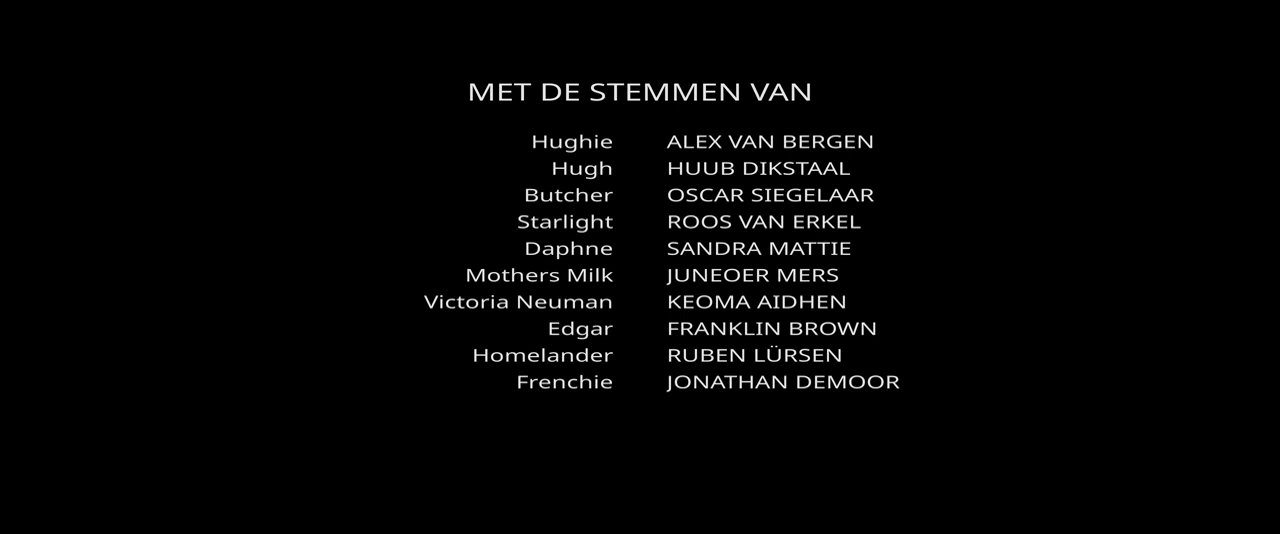 MET DE STEMMEN VAN
Hughie ALEX VAN BERGEN
Hugh HUUB DIKSTAAL
Butcher OSCAR SIEGELAAR
Starlight ROOS VAN ERKEL
Daphne SANDRA MATTIE
Mothers Milk JUNEOER MERS
Victoria Neuman KEOMA AIDHEN
Edgar FRANKLIN BROWN
Homelander RUBEN LÜRSEN
Frenchie JONATHAN DEMOOR